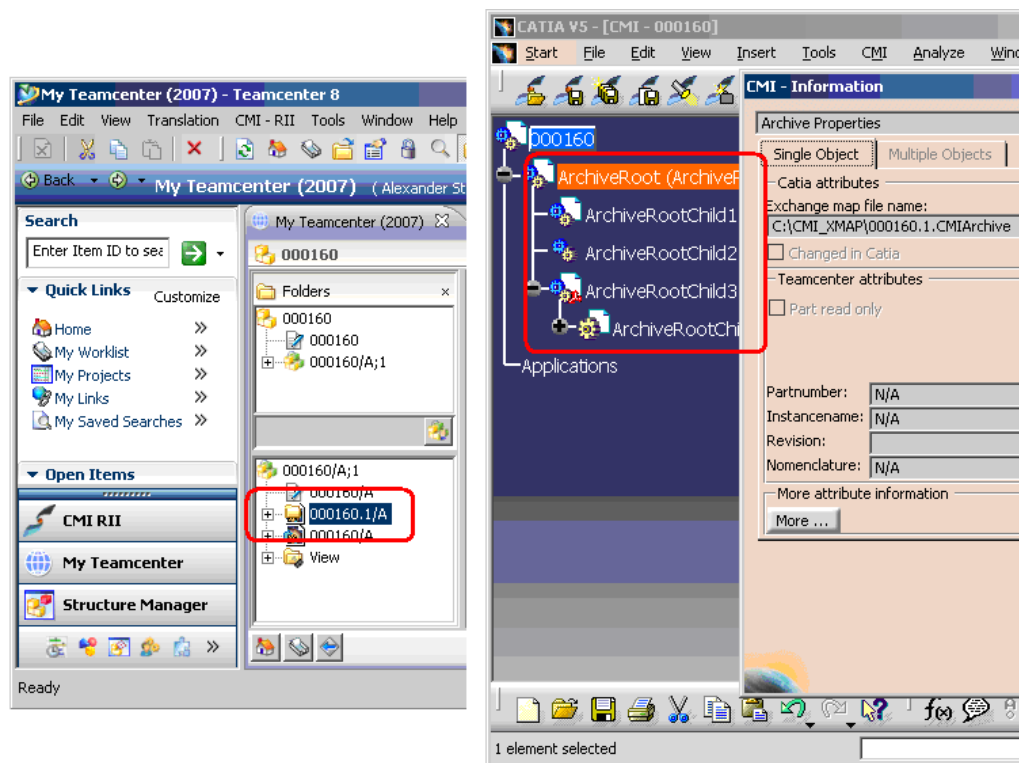 My Teamcenter (2007) - Teamcenter 8
File Edit View Translation CMI - RII Tools Window Help
Back
My Teamcenter (2007) ( Alexander St
Search
Enter Item ID to sea
Quick Links Customize
Home
My Worklist
My Projects
My Links
My Saved Searches
Open Items
CMI RII
My Teamcenter
Structure Manager
Ready
My Teamcenter (2007)
000160
Folders
000160
000160
000160/A;1
000160/A;1
000160/A
000160.1/A
000160/A
View
CATIA V5 - [CMI - 000160]
Start File Edit View Insert Tools CMI Analyze Wind
000160
ArchiveRoot (ArchiveR
ArchiveRootChild1
ArchiveRootChild2
ArchiveRootChild3
ArchiveRootChi
Applications
CMI - Information
Archive Properties
Single Object Multiple Objects
Catia attributes
Exchange map file name:
C:\CMI_XMAP\000160.1.CMIArchive
Changed in Catia
Teamcenter attributes
Part read only
Partnumber: N/A
Instancename: N/A
Revision:
Nomenclature: N/A
More attribute information
More ...
f(x)
1 element selected